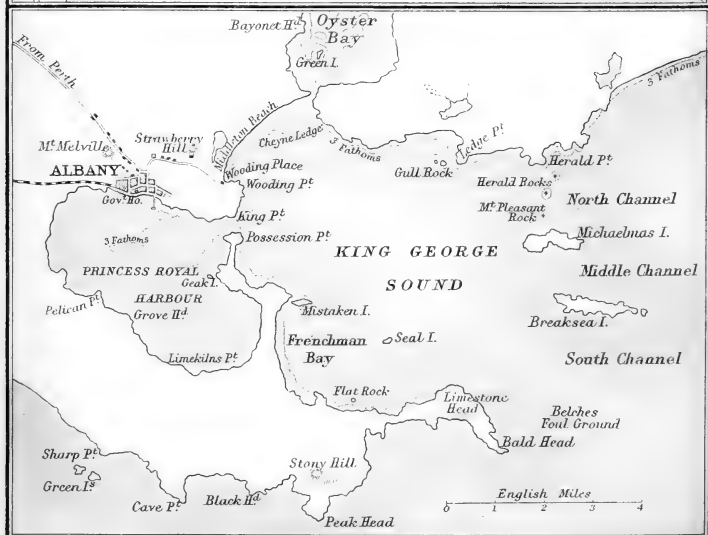 Bayonet Hd
Oyster
Bay
Green I.
From Perth
3 Fathoms
Mt Melville
Strawberry
Hill
Middleton Beach
Cheyne Ledge
3 Fathoms
Ledge Pt
Gull Rock
Herald Pt
Herald Rocks
Mt Pleasant
Rock
North Channel
ALBANY
Govt Ho.
Wooding Place
Wooding Pt
King Pt
Possession Pt
KING GEORGE
SOUND
Michaelmas I.
Middle Channel
3 Fathoms
PRINCESS ROYAL
HARBOUR
Geak I.
Pelican Pt
Grove Hd
Limekilns Pt
Mistaken I.
Frenchman
Bay
Seal I.
Breaksea I.
South Channel
Flat Rock
Limestone
Head
Belches
Foul Ground
Bald Head
Sharp Pt
Green Is
Cave Pt
Black Hd
Stony Hill
Peak Head
English Miles
0 1 2 3 4